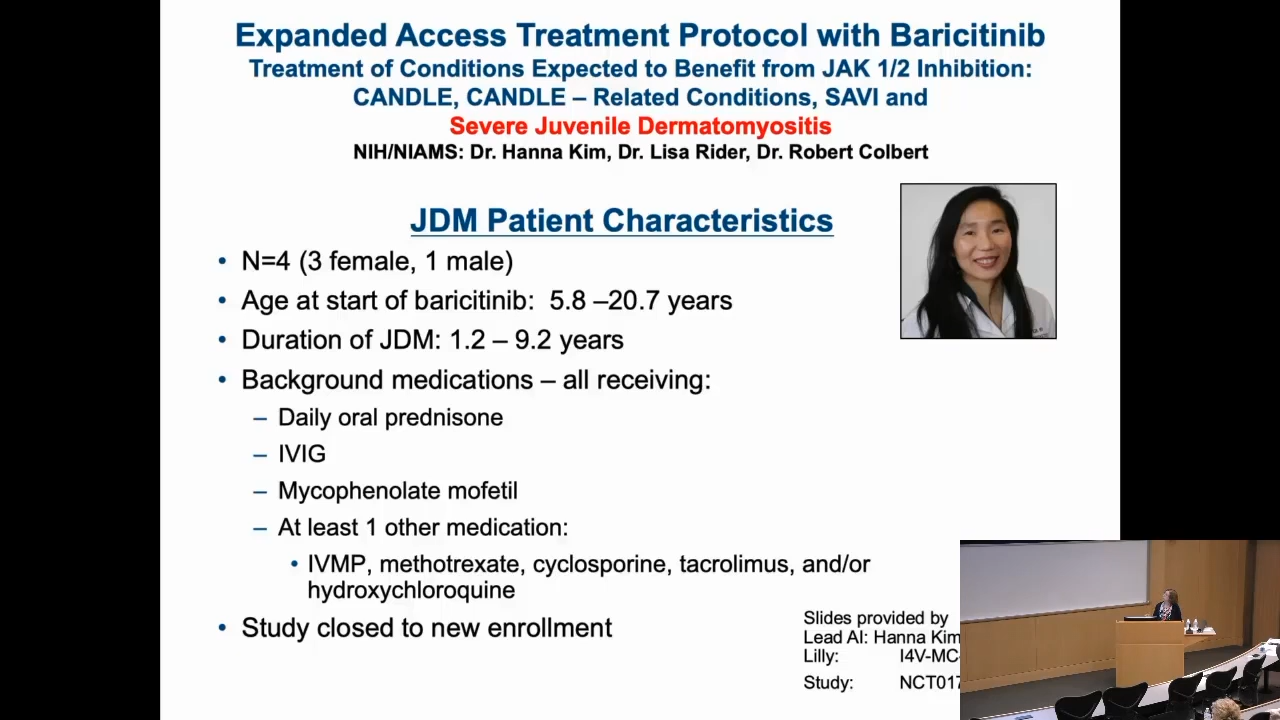 Expanded Access Treatment Protocol with Baricitinib
Treatment of Conditions Expected to Benefit from JAK 1/2 Inhibition:
CANDLE, CANDLE – Related Conditions, SAVI and
Severe Juvenile Dermatomyositis
NIH/NIAMS: Dr. Hanna Kim, Dr. Lisa Rider, Dr. Robert Colbert
JDM Patient Characteristics
• N=4 (3 female, 1 male)
• Age at start of baricitinib: 5.8 –20.7 years
• Duration of JDM: 1.2 – 9.2 years
• Background medications – all receiving:
– Daily oral prednisone
– IVIG
– Mycophenolate mofetil
– At least 1 other medication:
• IVMP, methotrexate, cyclosporine, tacrolimus, and/or
hydroxychloroquine
• Study closed to new enrollment
Slides provided by
Lead AI: Hanna Kim
Lilly: I4V-MC
Study: NCT017